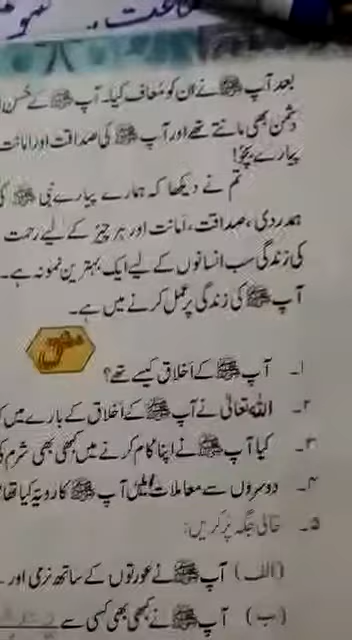 بعد آپ ﷺ نے ان کو معاف کیا۔ آپ ﷺ کے حُسنِ
دشمن بھی مانتے تھے اور آپ ﷺ کی صداقت اور امانت
پیارے بچو!
تم نے دیکھا کہ ہمارے پیارے نبی ﷺ کی
ہمدردی، صداقت، امانت اور ہر چیز کے لیے رحمت
کی زندگی سب انسانوں کے لیے ایک بہترین نمونہ ہے۔
آپ ﷺ کی زندگی پر عمل کرنے میں ہے۔
مشق
۱۔ آپ ﷺ کے اخلاق کیسے تھے؟
۲۔ اللہ تعالیٰ نے آپ ﷺ کے اخلاق کے بارے میں
۳۔ کیا آپ ﷺ نے اپنا کام کرنے میں کبھی بھی شرم
۴۔ دوسروں سے معاملات میں آپ ﷺ کا رویہ کیا تھا
۵۔ خالی جگہ پُر کریں:
(الف) آپ ﷺ نے عورتوں کے ساتھ نرمی اور
(ب) آپ ﷺ نے کبھی بھی کسی سے